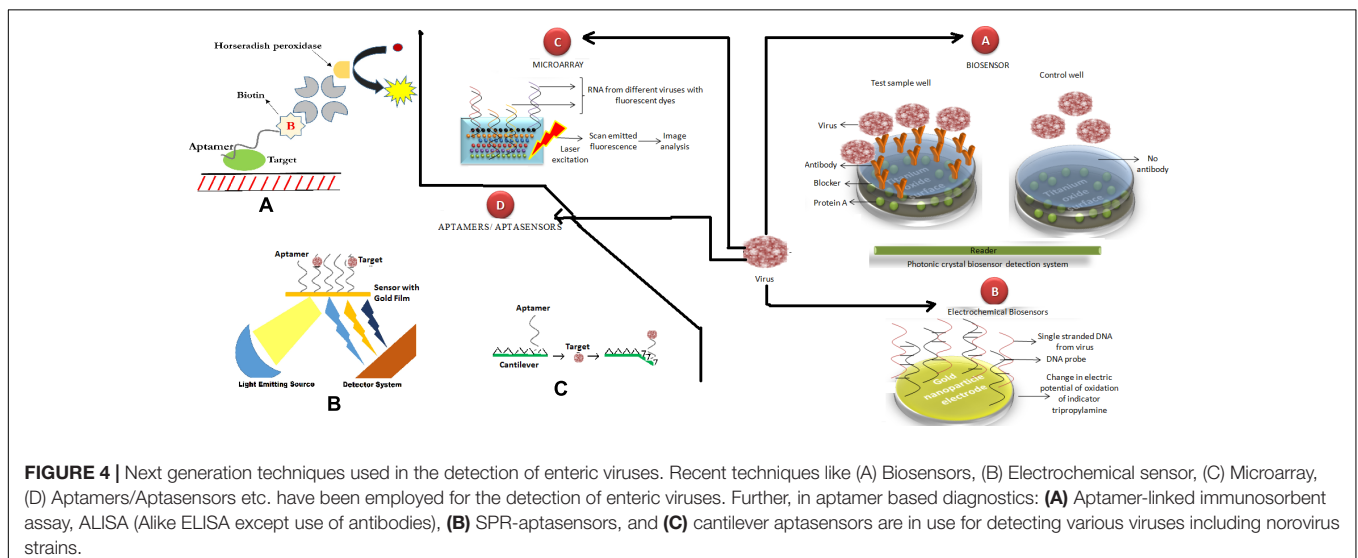 Horseradish peroxidase
Biotin
B
Aptamer
Target
A
Aptamer
Target
Sensor with
Gold Film
Light Emitting Source
Detector System
B
C
MICROARRAY
RNA from different viruses with
fluorescent dyes
Laser
excitation
Scan emitted
fluorescence
Image
analysis
D
APTAMERS/ APTASENSORS
Aptamer
Target
Cantilever
C
Virus
A
BIOSENSOR
Test sample well
Control well
Virus
Antibody
Blocker
Protein A
Titanium
oxide
surface
Titanium
oxide
surface
No
antibody
Reader
Photonic crystal biosensor detection system
B
Electrochemical Biosensors
Single stranded DNA
from virus
DNA probe
Gold
nanoparticle
electrode
Change in electric
potential of oxidation
of indicator
tripropylamine
FIGURE 4 | Next generation techniques used in the detection of enteric viruses. Recent techniques like (A) Biosensors, (B) Electrochemical sensor, (C) Microarray,
(D) Aptamers/Aptasensors etc. have been employed for the detection of enteric viruses. Further, in aptamer based diagnostics: (A) Aptamer-linked immunosorbent
assay, ALISA (Alike ELISA except use of antibodies), (B) SPR-aptasensors, and (C) cantilever aptasensors are in use for detecting various viruses including norovirus
strains.